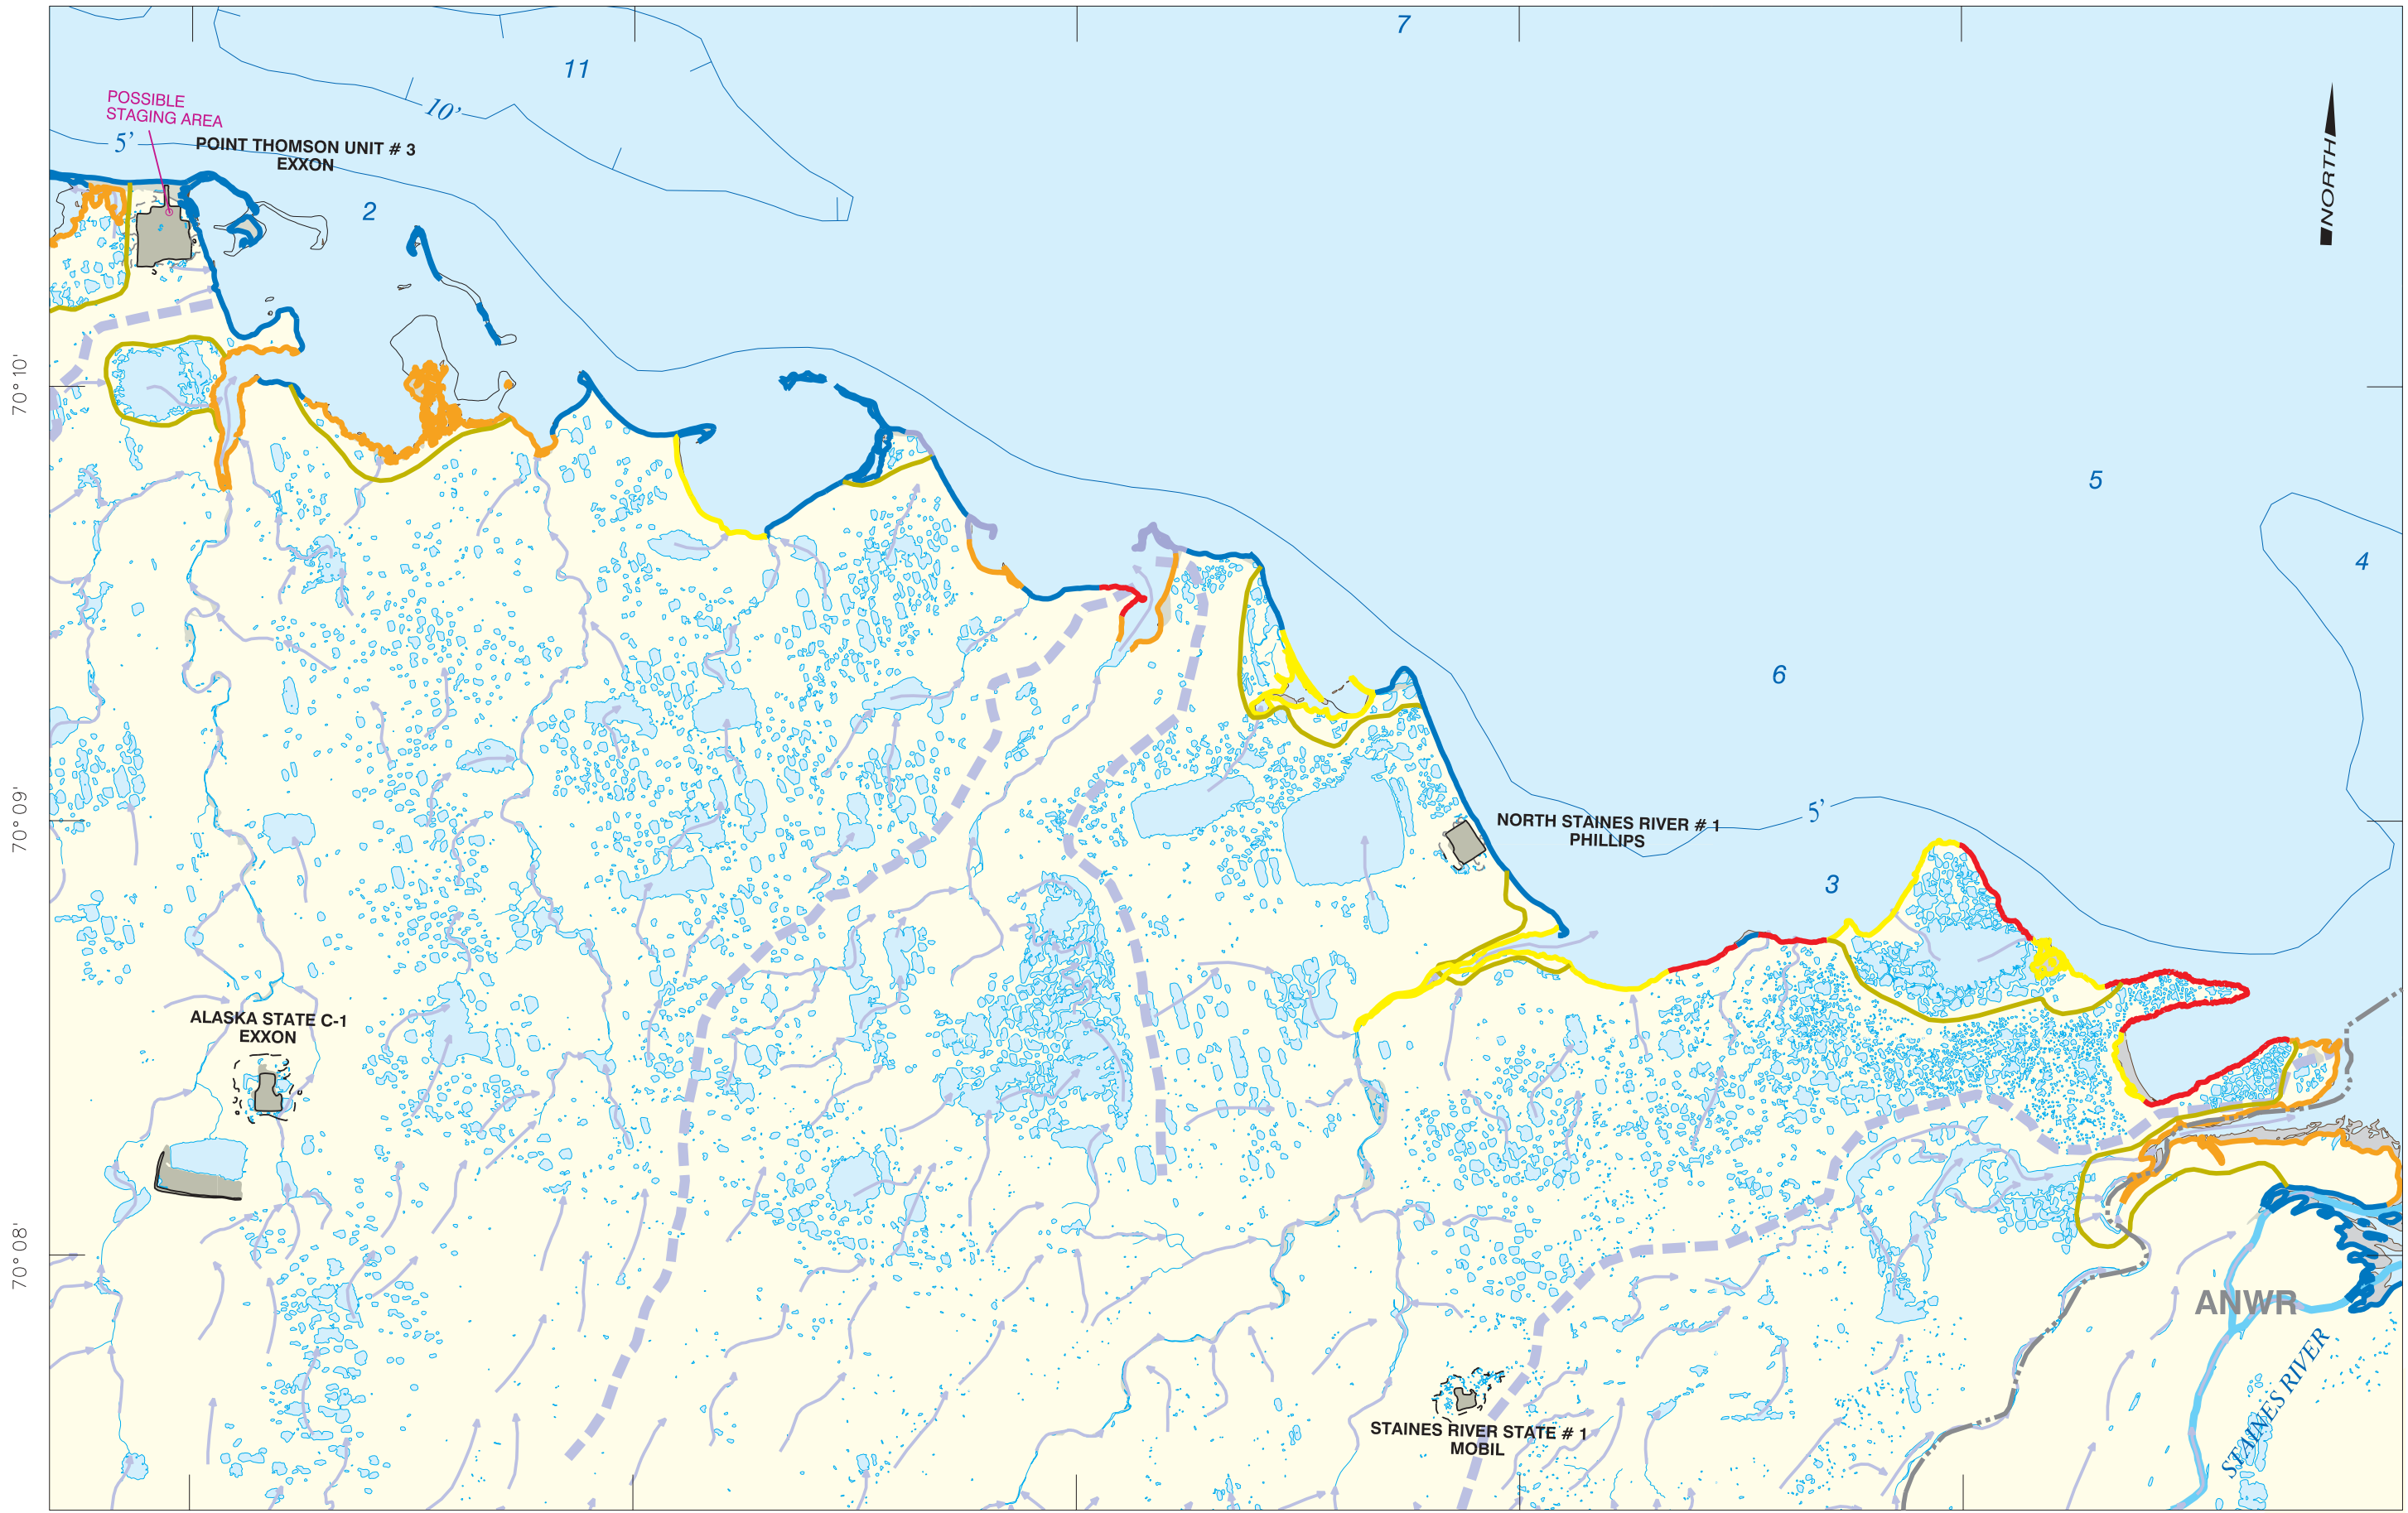 7
11
POSSIBLE
STAGING AREA
10'
5'
POINT THOMSON UNIT # 3
EXXON
2
NORTH
70° 10'
5
4
6
70° 09'
5'
NORTH STAINES RIVER # 1
PHILLIPS
3
ALASKA STATE C-1
EXXON
70° 08'
ANWR
STAINES RIVER
STAINES RIVER STATE # 1
MOBIL